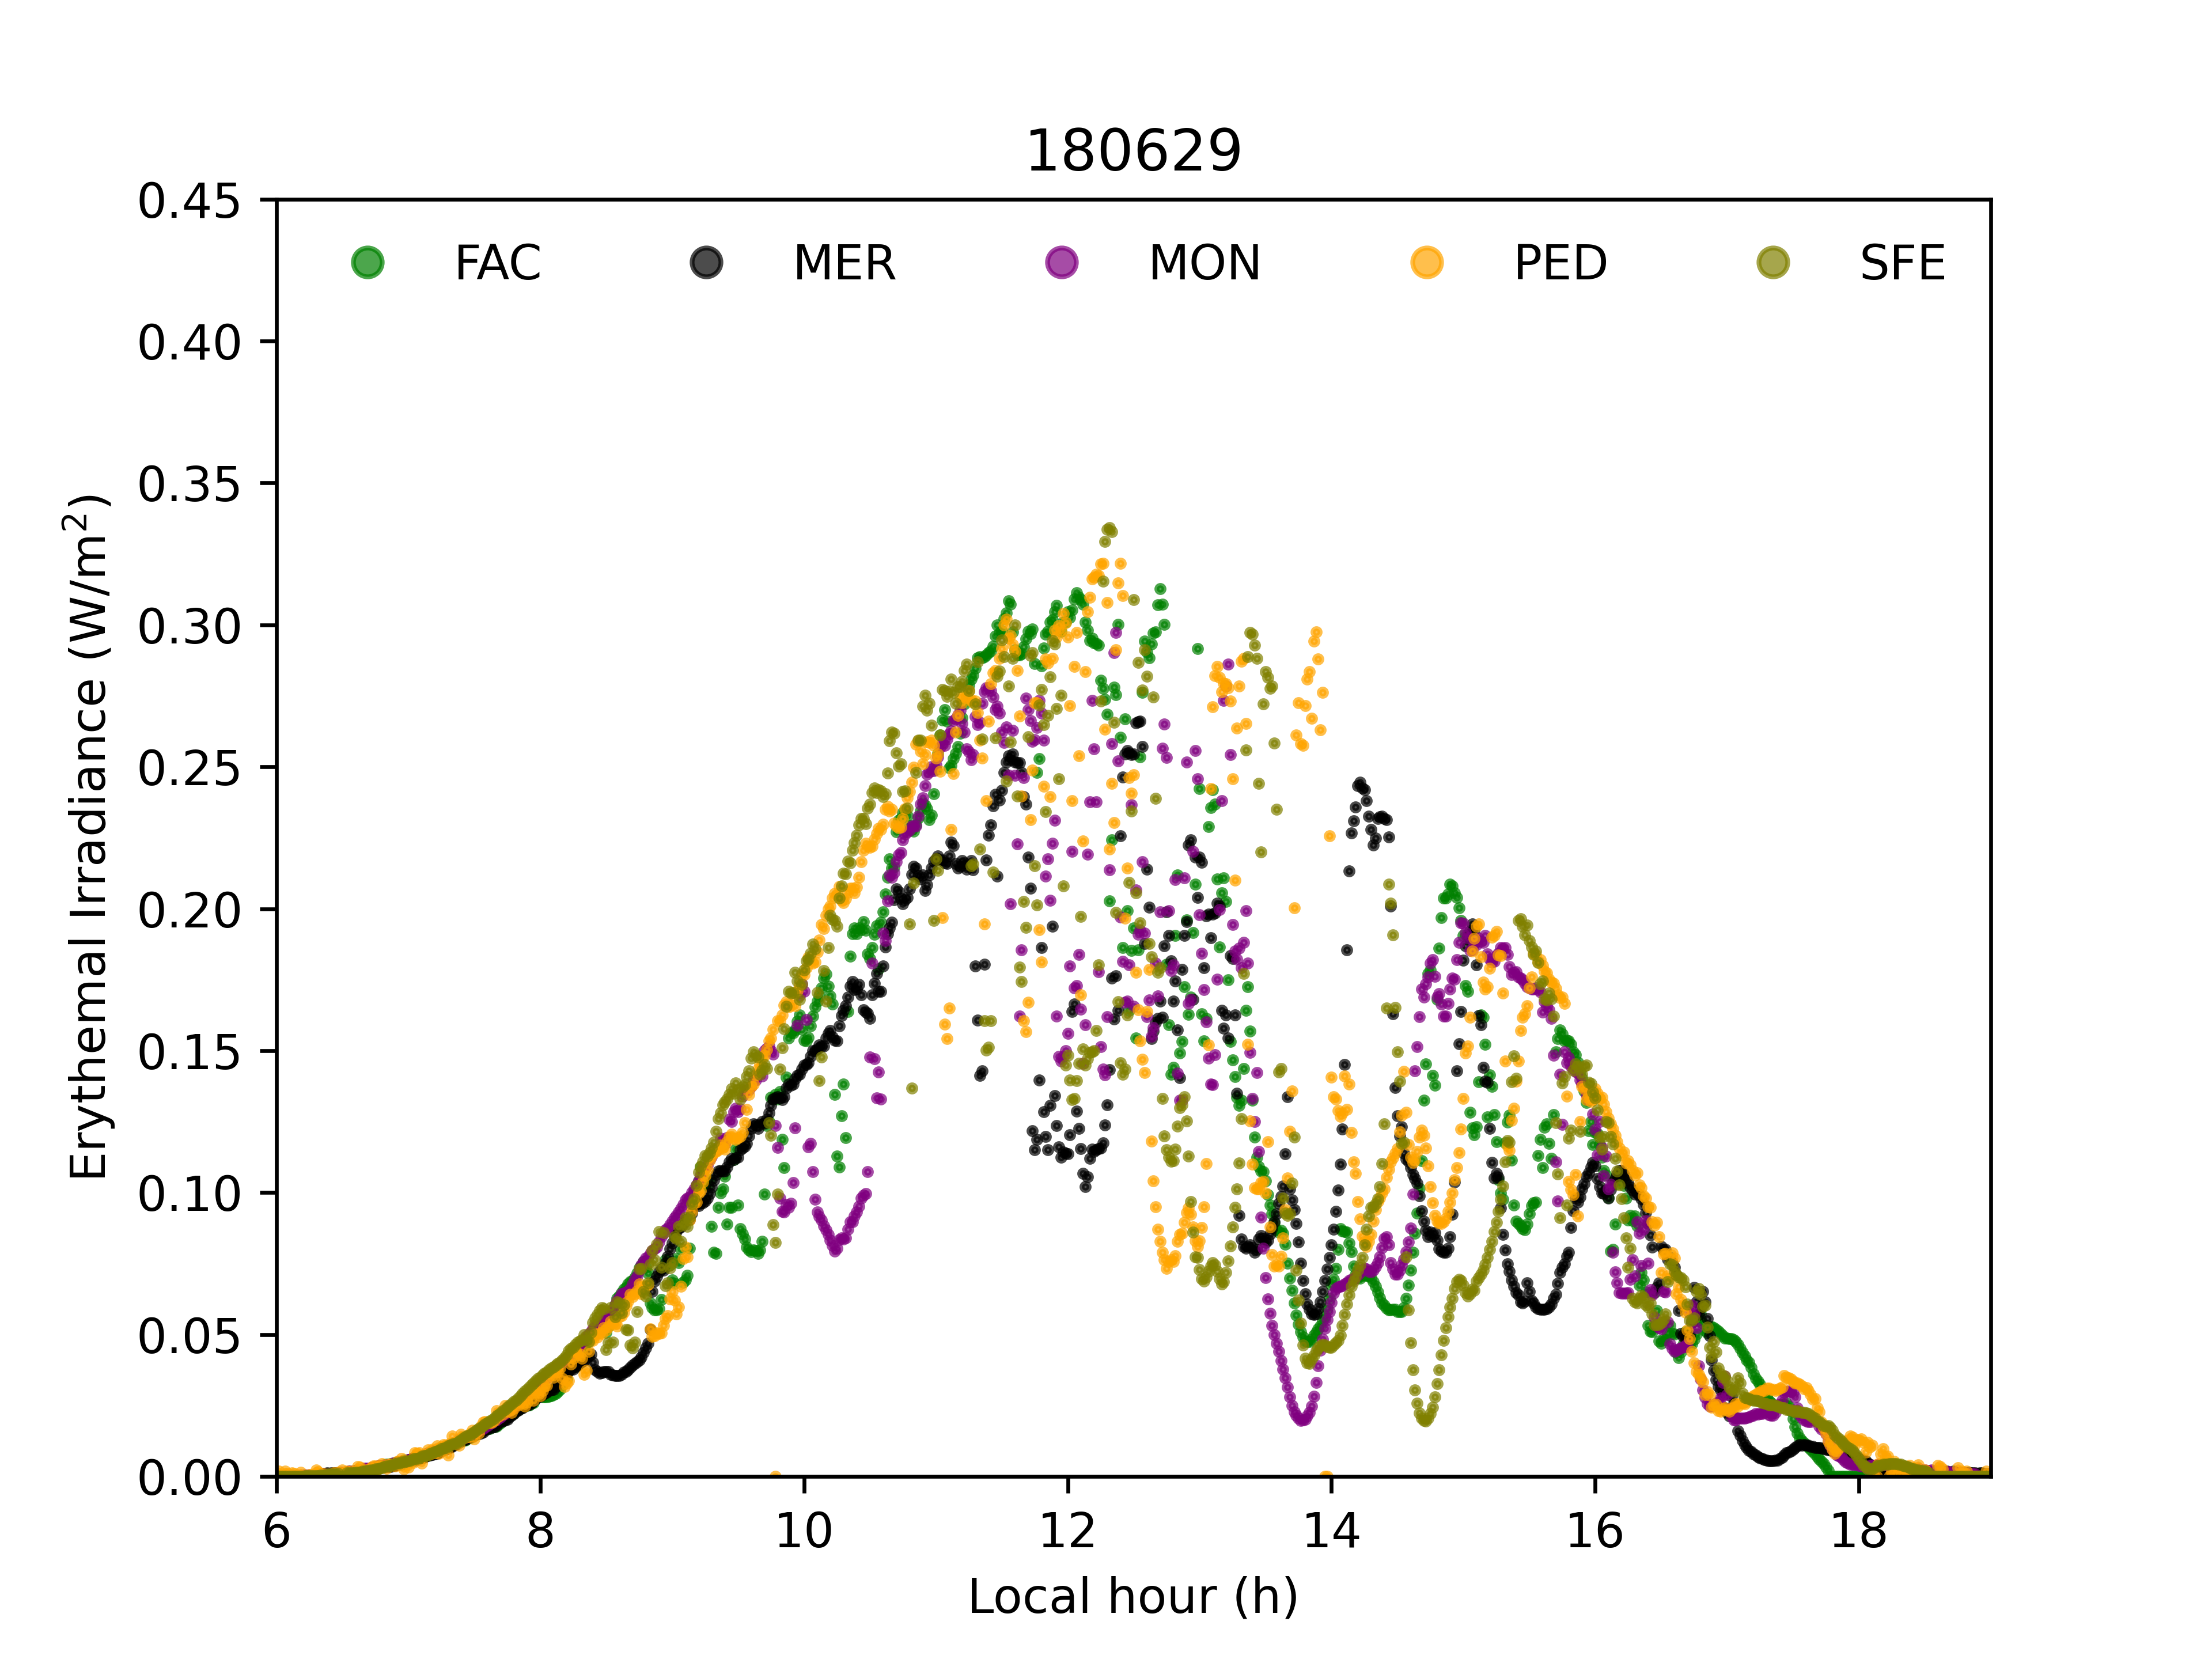 180629
FAC MER MON PED SFE
0.45
0.40
0.35
0.30
0.25
0.20
0.15
0.10
0.05
0.00
Erythemal Irradiance (W/m²)
6 8 10 12 14 16 18
Local hour (h)